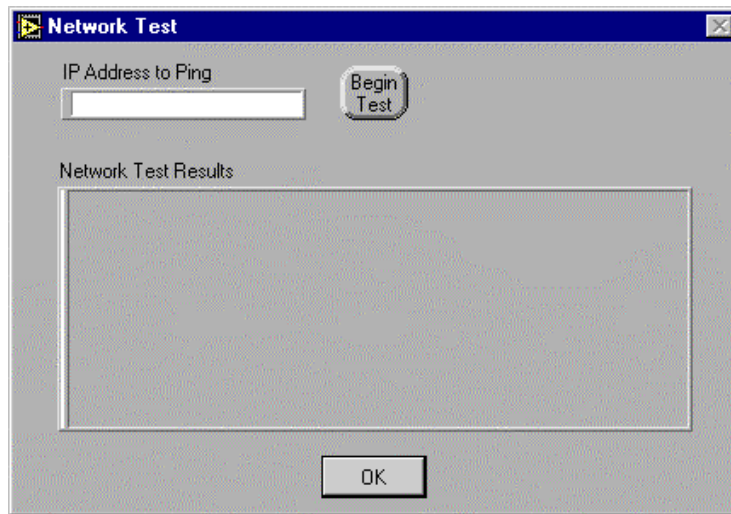 Network Test
IP Address to Ping
Begin
Test
Network Test Results
OK